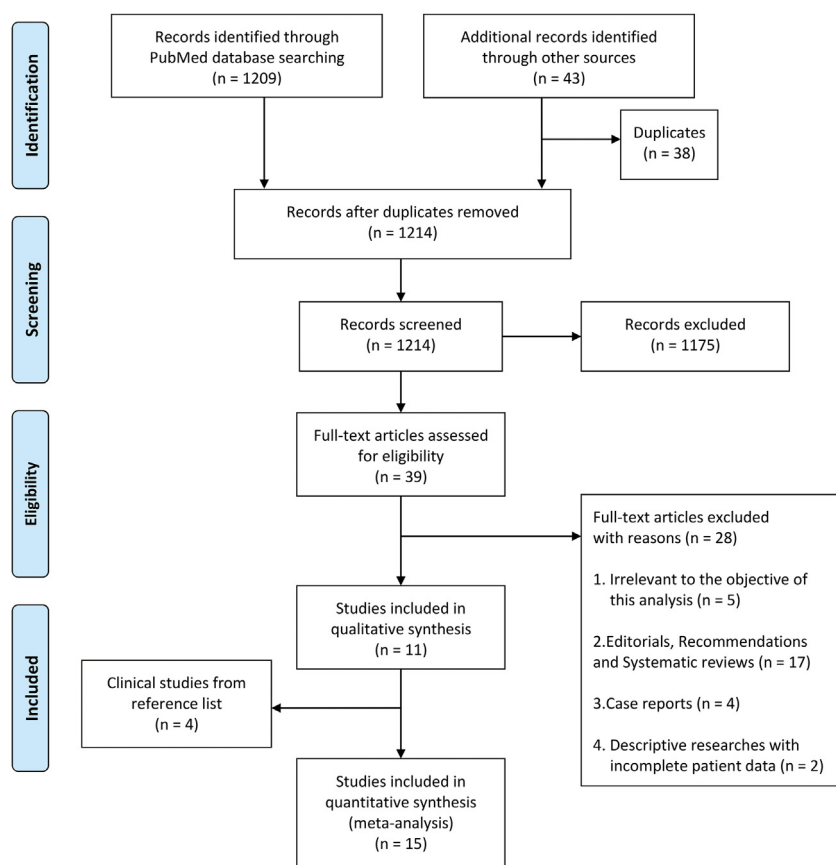 Identification
Records identified through
PubMed database searching
(n = 1209)
Additional records identified
through other sources
(n = 43)
Duplicates
(n = 38)
Records after duplicates removed
(n = 1214)
Screening
Records screened
(n = 1214)
Records excluded
(n = 1175)
Eligibility
Full-text articles assessed
for eligibility
(n = 39)
Full-text articles excluded
with reasons (n = 28)
1. Irrelevant to the objective of
this analysis (n = 5)
2.Editorials, Recommendations
and Systematic reviews (n = 17)
3.Case reports (n = 4)
4. Descriptive researches with
incomplete patient data (n = 2)
Included
Studies included in
qualitative synthesis
(n = 11)
Clinical studies from
reference list
(n = 4)
Studies included in
quantitative synthesis
(meta-analysis)
(n = 15)